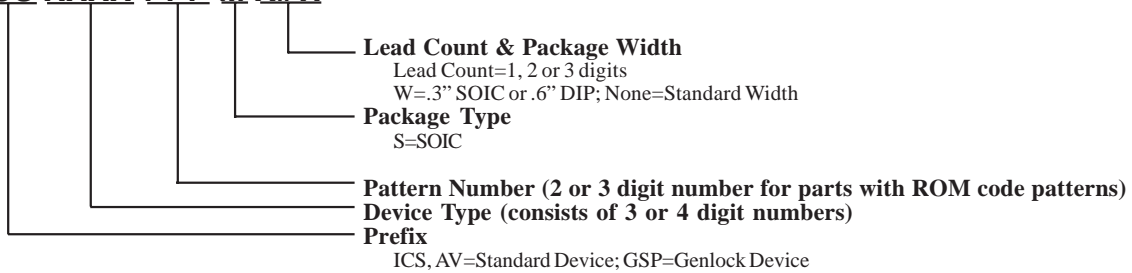 Lead Count & Package Width
Lead Count=1, 2 or 3 digits
W=.3” SOIC or .6” DIP; None=Standard Width
Package Type
S=SOIC
Pattern Number (2 or 3 digit number for parts with ROM code patterns)
Device Type (consists of 3 or 4 digit numbers)
Prefix
ICS, AV=Standard Device; GSP=Genlock Device